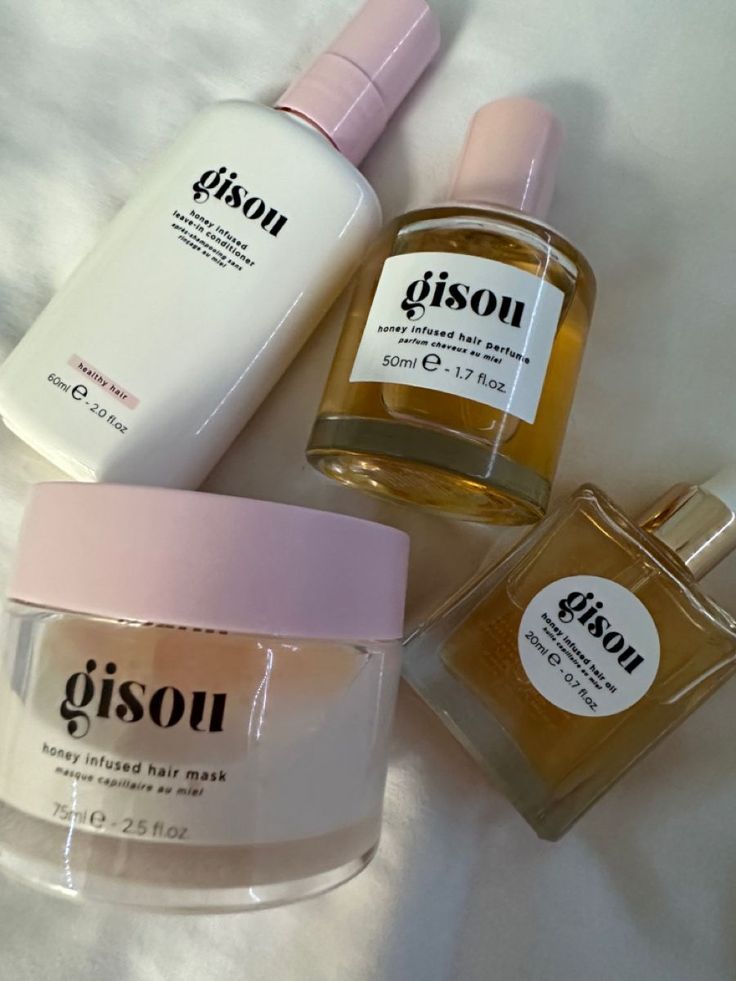 gisou
honey infused
leave-in conditioner
après-shampooing sans
rinçage au miel
healthy hair
60ml e - 2.0 fl.oz
gisou
honey infused hair perfume
parfum cheveux au miel
50ml e - 1.7 fl.oz.
gisou
honey infused hair mask
masque capillaire au miel
75ml e - 2.5 fl.oz
gisou
honey infused hair oil
huile capillaire au miel
20ml e - 0.7 fl.oz.